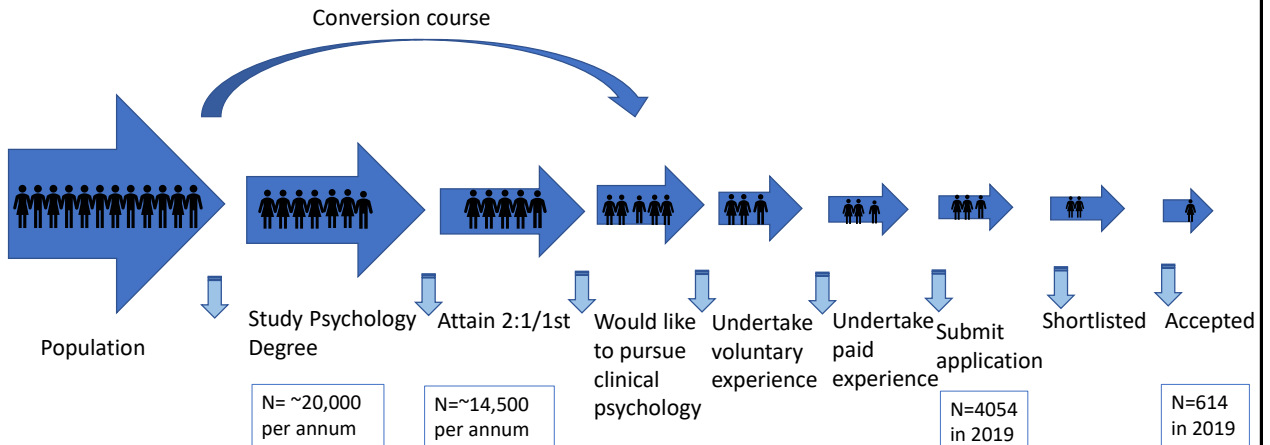 Conversion course
Population
Study Psychology
Degree
N= ~20,000
per annum
Attain 2:1/1st
N=~14,500
per annum
Would like
to pursue
clinical
psychology
Undertake
voluntary
experience
Undertake
paid
experience
Submit
application
N=4054
in 2019
Shortlisted
Accepted
N=614
in 2019